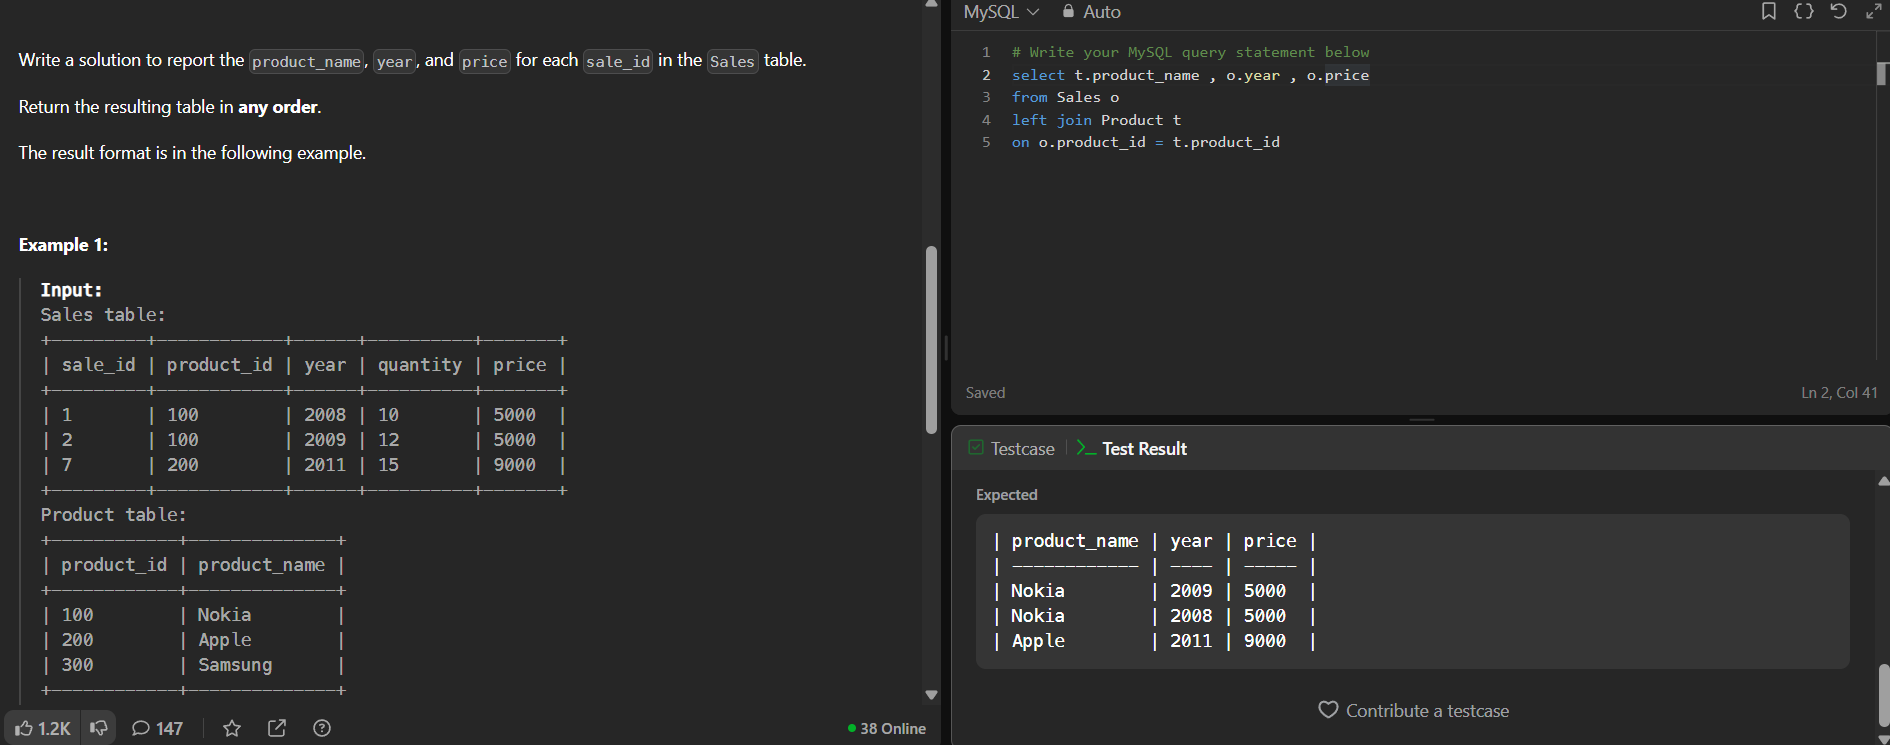 Write a solution to report the product_name, year, and price for each sale_id in the Sales table.
Return the resulting table in any order.
The result format is in the following example.
Example 1:
Input:
Sales table:
+---------+------------+------+----------+-------+
| sale_id | product_id | year | quantity | price |
+---------+------------+------+----------+-------+
| 1       | 100        | 2008 | 10       | 5000  |
| 2       | 100        | 2009 | 12       | 5000  |
| 7       | 200        | 2011 | 15       | 9000  |
+---------+------------+------+----------+-------+
Product table:
+------------+--------------+
| product_id | product_name |
+------------+--------------+
| 100        | Nokia        |
| 200        | Apple        |
| 300        | Samsung      |
+------------+--------------+
1.2K 147 38 Online
MySQL Auto
1 # Write your MySQL query statement below
2 select t.product_name , o.year , o.price
3 from Sales o
4 left join Product t
5 on o.product_id = t.product_id
Saved Ln 2, Col 41
Testcase | >_ Test Result
Expected
| product_name | year | price |
| ------------ | ---- | ----- |
| Nokia        | 2009 | 5000  |
| Nokia        | 2008 | 5000  |
| Apple        | 2011 | 9000  |
Contribute a testcase